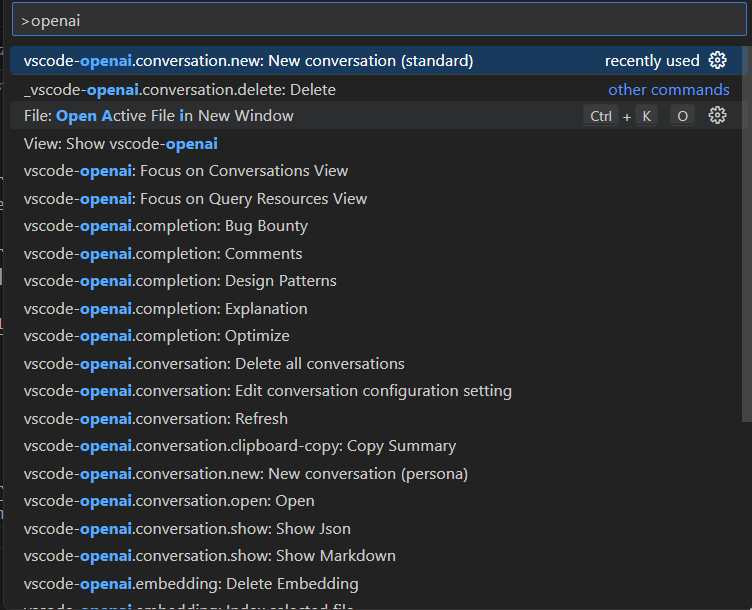 >openai
vscode-openai.conversation.new: New conversation (standard) recently used
_vscode-openai.conversation.delete: Delete other commands
File: Open Active File in New Window Ctrl + K O
View: Show vscode-openai
vscode-openai: Focus on Conversations View
vscode-openai: Focus on Query Resources View
vscode-openai.completion: Bug Bounty
vscode-openai.completion: Comments
vscode-openai.completion: Design Patterns
vscode-openai.completion: Explanation
vscode-openai.completion: Optimize
vscode-openai.conversation: Delete all conversations
vscode-openai.conversation: Edit conversation configuration setting
vscode-openai.conversation: Refresh
vscode-openai.conversation.clipboard-copy: Copy Summary
vscode-openai.conversation.new: New conversation (persona)
vscode-openai.conversation.open: Open
vscode-openai.conversation.show: Show Json
vscode-openai.conversation.show: Show Markdown
vscode-openai.embedding: Delete Embedding
vscode-openai.embedding: Index selected file